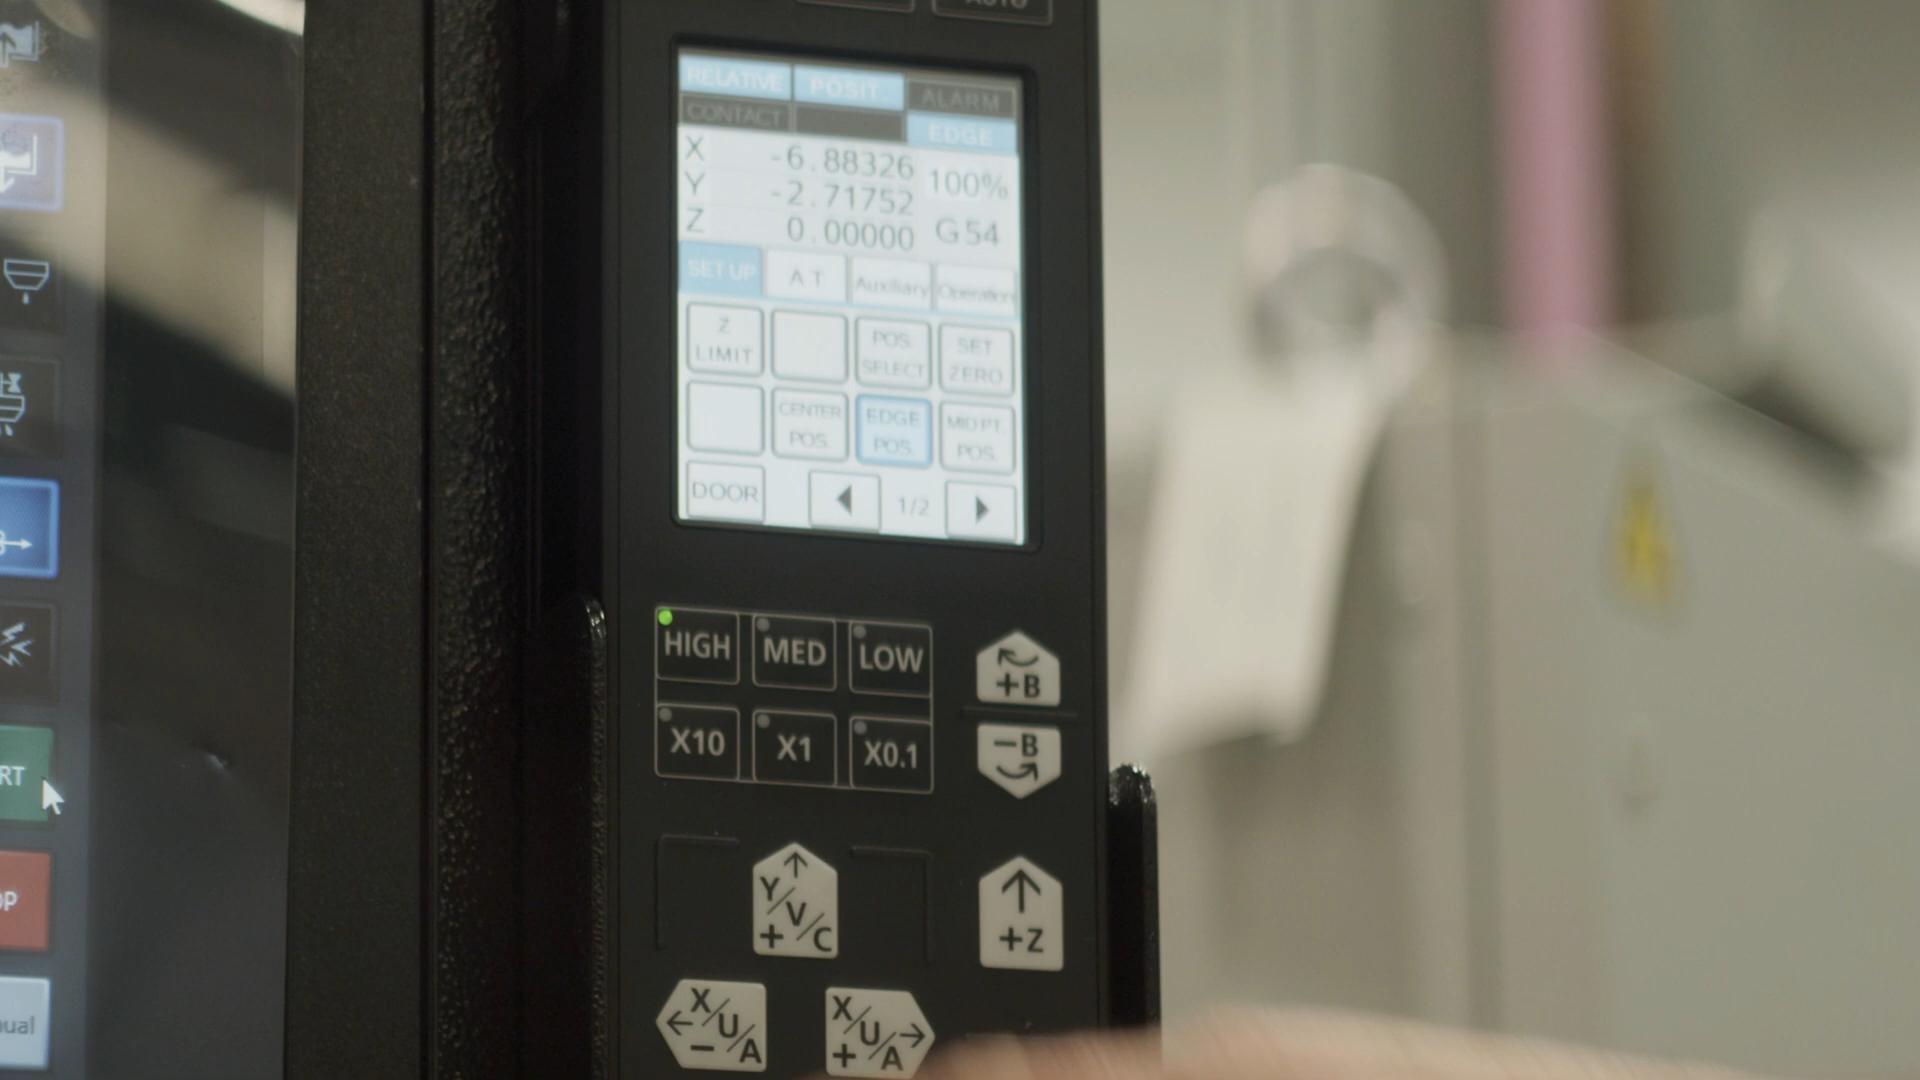 AUTO
RELATIVE POSIT ALARM
CONTACT EDGE
X -6.88326 100%
Y -2.71752
Z 0.00000 G54
SET UP A T Auxiliary Operation
Z LIMIT
POS. SELECT
SET ZERO
CENTER POS.
EDGE POS.
MID PT. POS.
DOOR 1/2
HIGH MED LOW
X10 X1 X0.1
+B
-B
Y/V/C +
+Z
X/U/A -
X/U/A +
RT
OP
ual